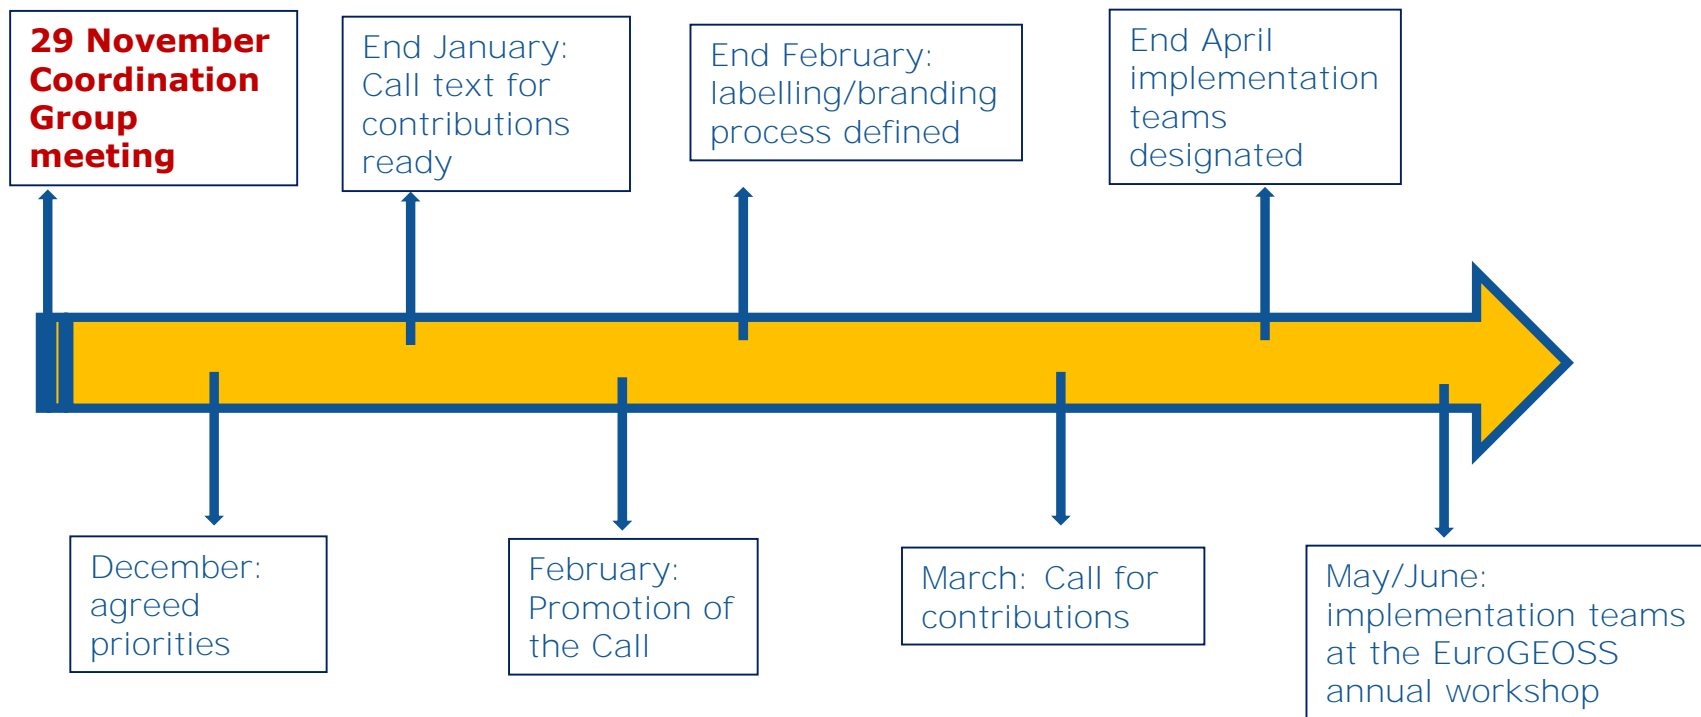 29 November
Coordination
Group
meeting
End January:
Call text for
contributions
ready
End February:
labelling/branding
process defined
End April
implementation
teams
designated
December:
agreed
priorities
February:
Promotion of
the Call
March: Call for
contributions
May/June:
implementation teams
at the EuroGEOSS
annual workshop